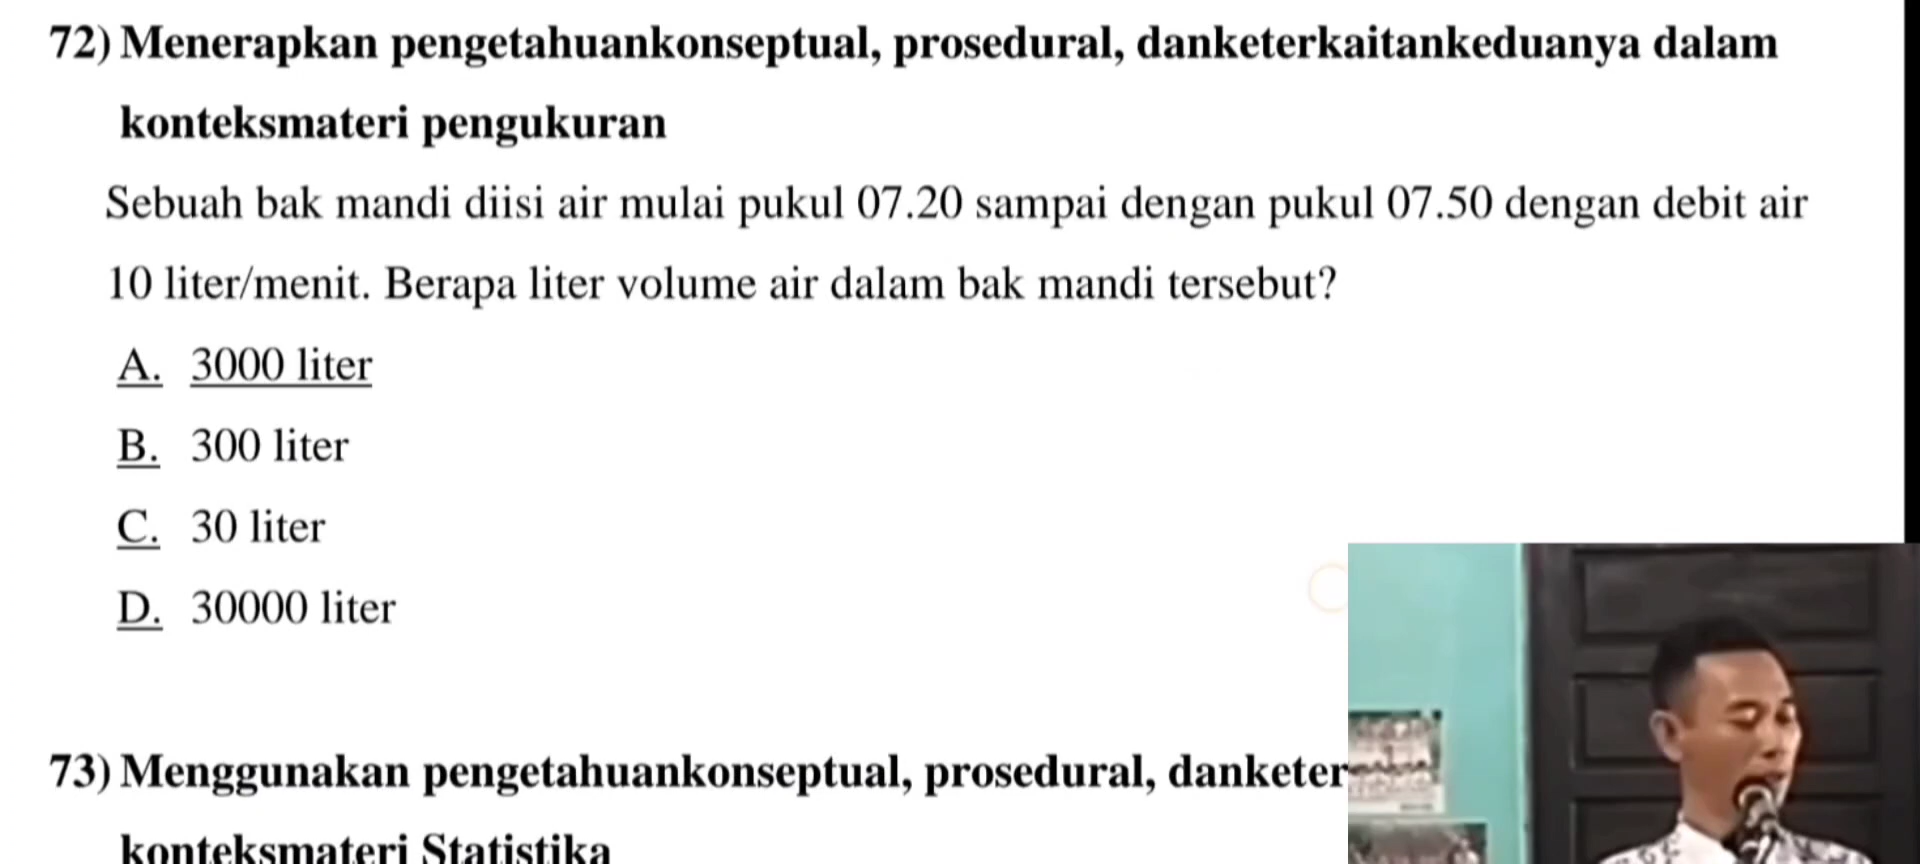 72) Menerapkan pengetahuankonseptual, prosedural, danketerkaitankeduanya dalam
konteksmateri pengukuran
Sebuah bak mandi diisi air mulai pukul 07.20 sampai dengan pukul 07.50 dengan debit air
10 liter/menit. Berapa liter volume air dalam bak mandi tersebut?
A. 3000 liter
B. 300 liter
C. 30 liter
D. 30000 liter
73) Menggunakan pengetahuankonseptual, prosedural, danketer
konteksmateri Statistika